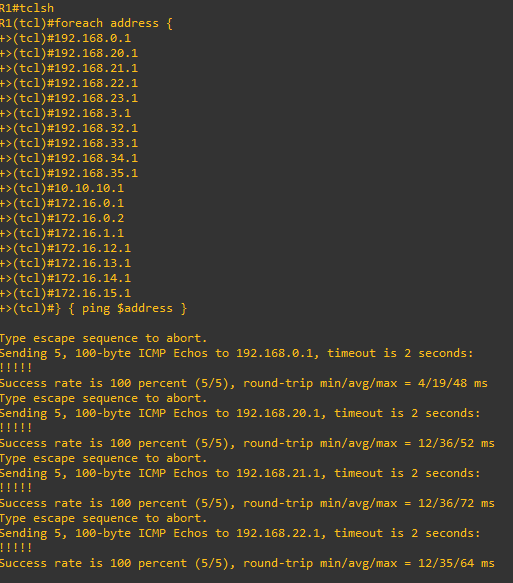 R1#tclsh
R1(tcl)#foreach address {
+>(tcl)#192.168.0.1
+>(tcl)#192.168.20.1
+>(tcl)#192.168.21.1
+>(tcl)#192.168.22.1
+>(tcl)#192.168.23.1
+>(tcl)#192.168.3.1
+>(tcl)#192.168.32.1
+>(tcl)#192.168.33.1
+>(tcl)#192.168.34.1
+>(tcl)#192.168.35.1
+>(tcl)#10.10.10.1
+>(tcl)#172.16.0.1
+>(tcl)#172.16.0.2
+>(tcl)#172.16.1.1
+>(tcl)#172.16.12.1
+>(tcl)#172.16.13.1
+>(tcl)#172.16.14.1
+>(tcl)#172.16.15.1
+>(tcl)#} { ping $address }
Type escape sequence to abort.
Sending 5, 100-byte ICMP Echos to 192.168.0.1, timeout is 2 seconds:
!!!!!
Success rate is 100 percent (5/5), round-trip min/avg/max = 4/19/48 ms
Type escape sequence to abort.
Sending 5, 100-byte ICMP Echos to 192.168.20.1, timeout is 2 seconds:
!!!!!
Success rate is 100 percent (5/5), round-trip min/avg/max = 12/36/52 ms
Type escape sequence to abort.
Sending 5, 100-byte ICMP Echos to 192.168.21.1, timeout is 2 seconds:
!!!!!
Success rate is 100 percent (5/5), round-trip min/avg/max = 12/36/72 ms
Type escape sequence to abort.
Sending 5, 100-byte ICMP Echos to 192.168.22.1, timeout is 2 seconds:
!!!!!
Success rate is 100 percent (5/5), round-trip min/avg/max = 12/35/64 ms